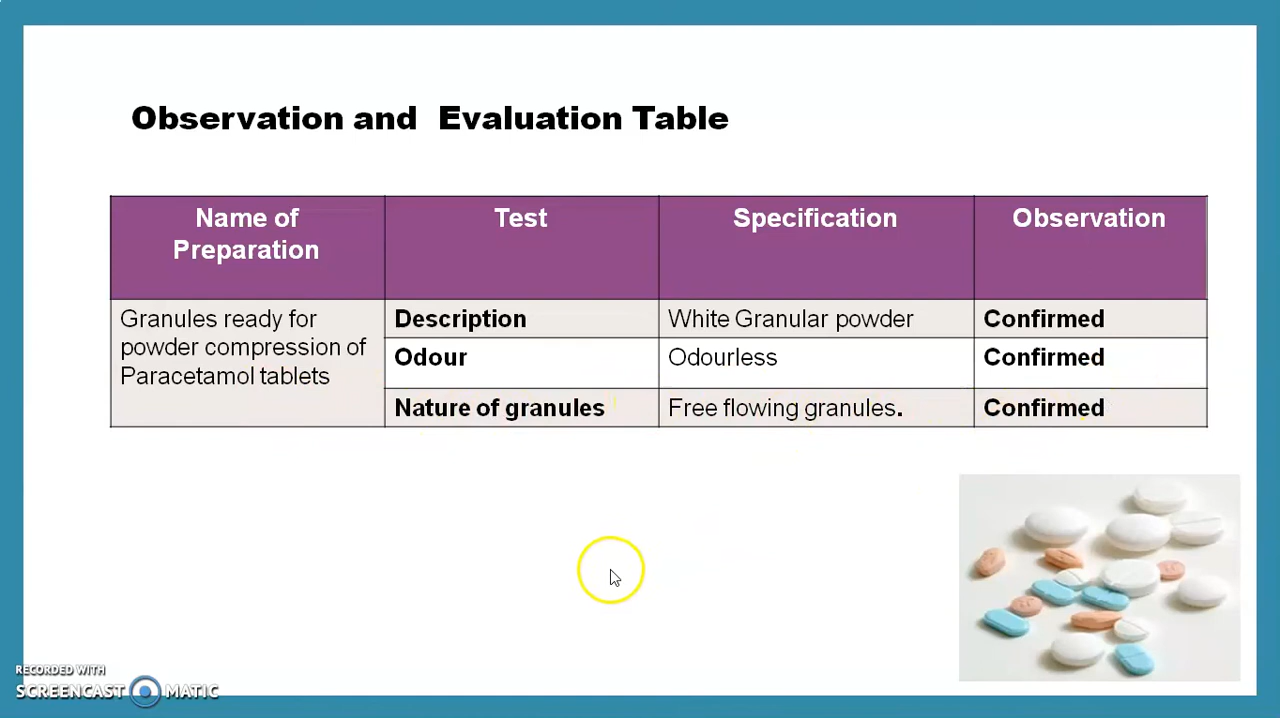 Observation and Evaluation Table
Name of
Preparation
Test
Specification
Observation
Granules ready for
powder compression of
Paracetamol tablets
Description
White Granular powder
Confirmed
Odour
Odourless
Confirmed
Nature of granules
Free flowing granules.
Confirmed
RECORDED WITH
SCREENCAST MATIC